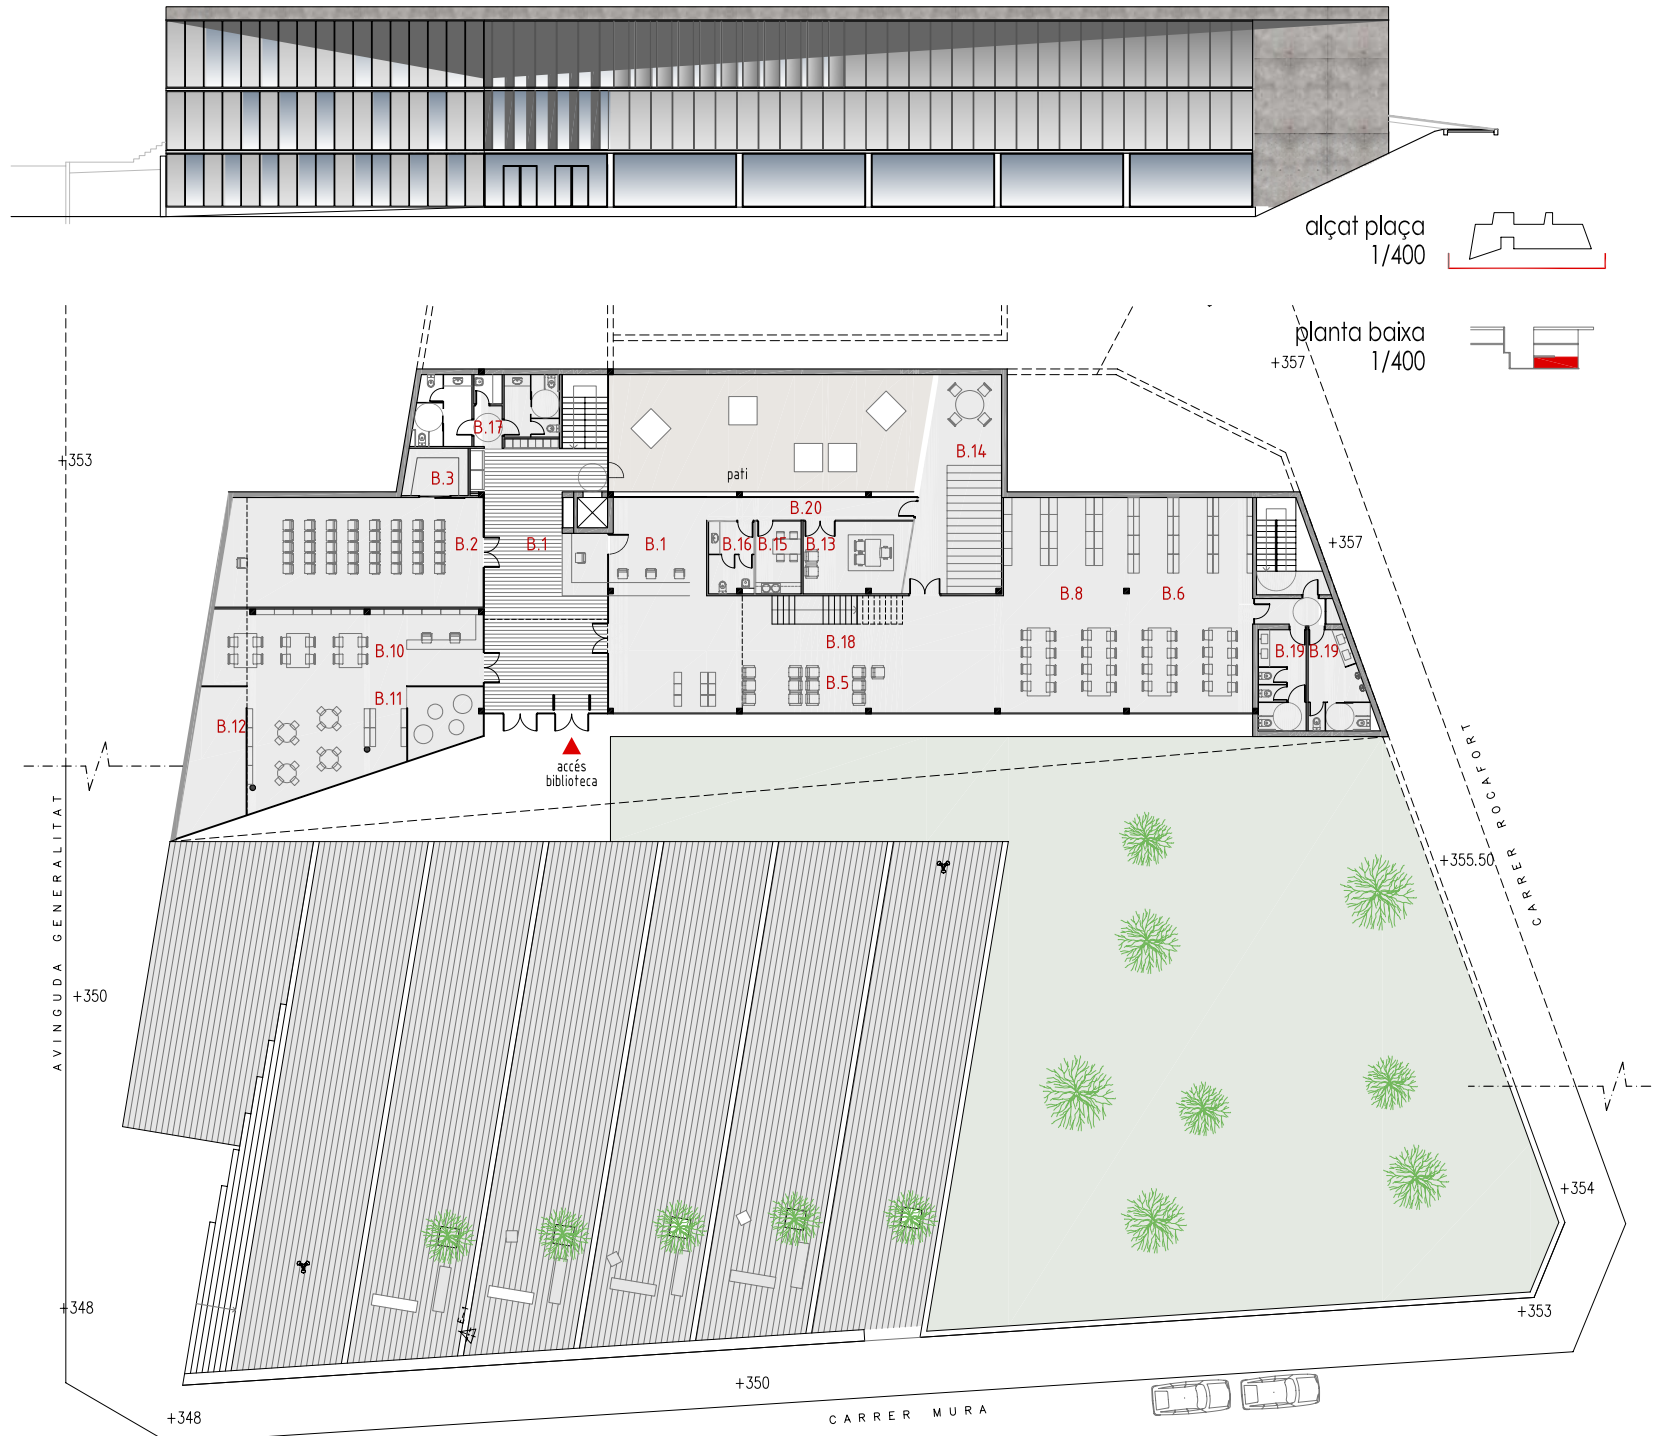 alçat plaça
1/400
planta baixa
1/400
+357
+353
B.17
B.3
pati
B.14
+357
B.20
B.2
B.1
B.1
B.16
B.15
B.13
B.8
B.6
B.18
B.10
B.19
B.19
B.5
B.11
B.12
accés
biblioteca
CARRER ROCAFORT
AVINGUDA GENERALITAT
+355.50
+350
+354
+348
+353
+350
+348
CARRER MURA